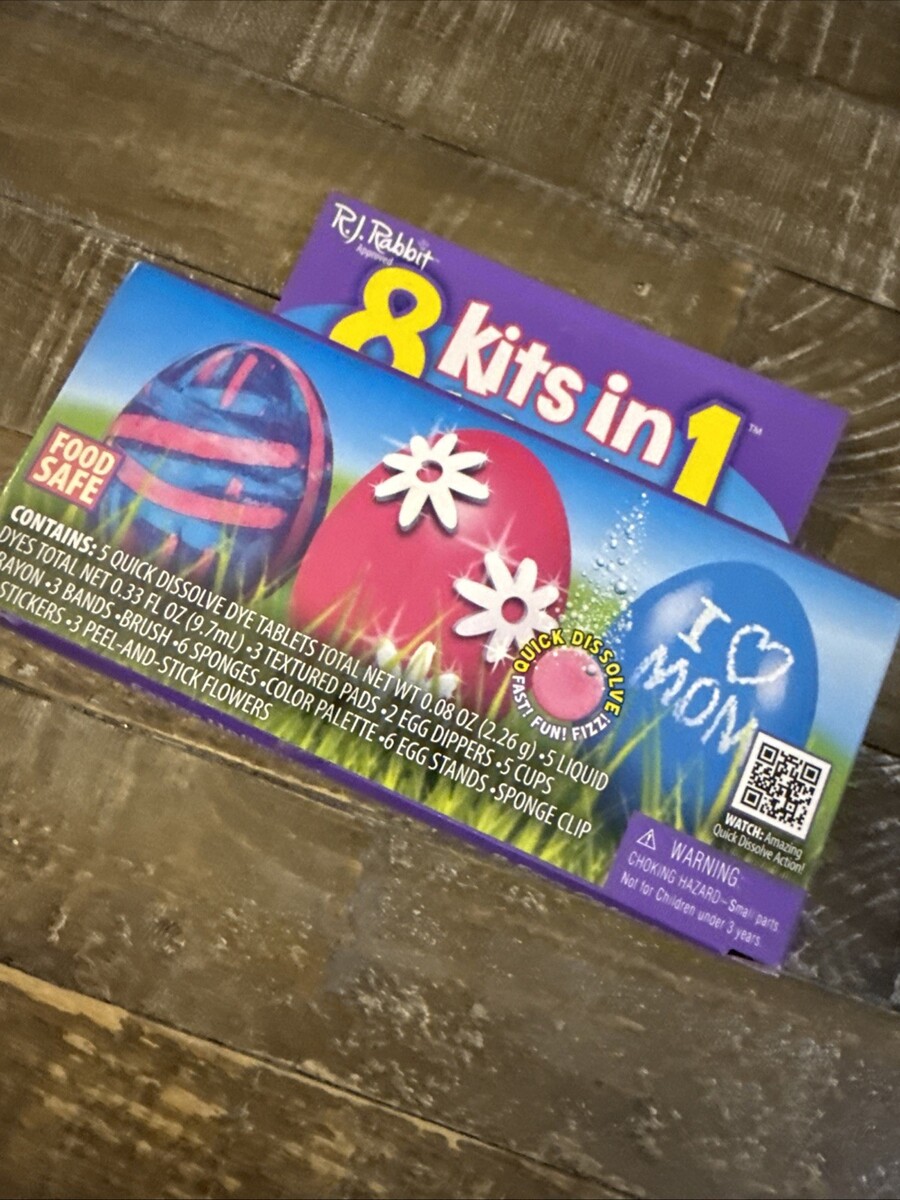 R.J. Rabbit™
Approved
8 kits in 1™
FOOD
SAFE
CONTAINS: 5 QUICK DISSOLVE DYE TABLETS TOTAL NET WT 0.08 OZ (2.26 g) •5 LIQUID
DYES TOTAL NET 0.33 FL OZ (9.7mL) •3 TEXTURED PADS •2 EGG DIPPERS •5 CUPS
•3 BANDS •BRUSH •6 SPONGES •COLOR PALETTE •6 EGG STANDS •SPONGE CLIP
STICKERS •3 PEEL-AND-STICK FLOWERS
QUICK DISSOLVE
FAST! FUN! FIZZ!
I ♡
MOM
WATCH: Amazing
Quick Dissolve Action!
⚠ WARNING:
CHOKING HAZARD—Small parts.
Not for Children under 3 years.